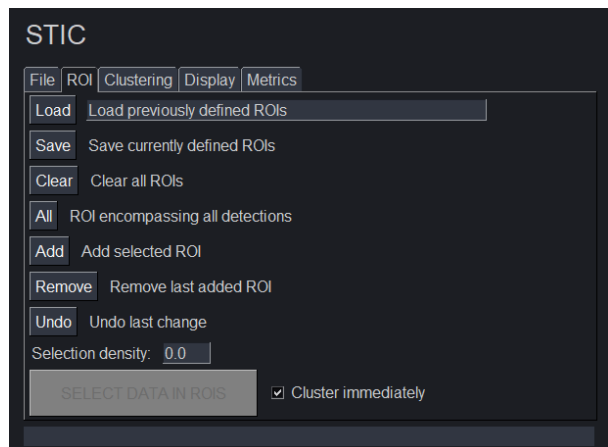 STIC
File ROI Clustering Display Metrics
Load Load previously defined ROIs
Save Save currently defined ROIs
Clear Clear all ROIs
All ROI encompassing all detections
Add Add selected ROI
Remove Remove last added ROI
Undo Undo last change
Selection density: 0.0
SELECT DATA IN ROIS Cluster immediately